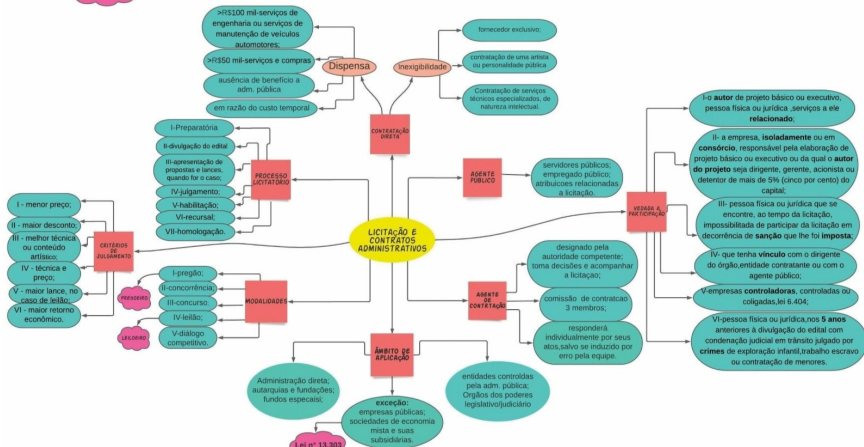 >R$100 mil-serviços de
engenharia ou serviços de
manutenção de veículos
automotores;
>R$50 mil-serviços e compras
ausência de benefício a
adm. pública
em razão do custo temporal
Dispensa
Inexigibilidade
fornecedor exclusivo;
contratação de uma artista
ou personalidade pública
Contratação de serviços
técnicos especializados, de
natureza intelectual.
CONTRATAÇÃO
DIRETA
I-Preparatória
II-divulgação do edital
III-apresentação de
propostas e lances,
quando for o caso;
IV-julgamento;
V-habilitação;
VI-recursal;
VII-homologação.
PROCESSO
LICITATÓRIO
AGENTE
PÚBLICO
servidores públicos;
empregado público;
atribuicoes relacionadas
a licitação.
VEDADA A
PARTICIPAÇÃO
I-o autor de projeto básico ou executivo,
pessoa física ou jurídica ,serviços a ele
relacionado;
II- a empresa, isoladamente ou em
consórcio, responsável pela elaboração de
projeto básico ou executivo ou da qual o autor
do projeto seja dirigente, gerente, acionista ou
detentor de mais de 5% (cinco por cento) do
capital;
III- pessoa física ou jurídica que se
encontre, ao tempo da licitação,
impossibilitada de participar da licitação em
decorrência de sanção que lhe foi imposta;
IV- que tenha vínculo com o dirigente
do órgão,entidade contratante ou com o
agente público;
V-empresas controladoras, controladas ou
coligadas,lei 6.404;
VI-pessoa física ou jurídica,nos 5 anos
anteriores à divulgação do edital com
condenação judicial em trânsito julgado por
crimes de exploração infantil,trabalho escravo
ou contratação de menores.
LICITAÇÃO E
CONTRATOS
ADMINISTRATIVOS
I - menor preço;
II - maior desconto;
III - melhor técnica
ou conteúdo
artístico;
IV - técnica e
preço;
V - maior lance, no
caso de leilão;
VI - maior retorno
econômico.
CRITÉRIOS
DE
JULGAMENTO
PREGOEIRO
LEILOEIRO
I-pregão;
II-concorrência;
III-concurso.
IV-leilão;
V-diálogo
competitivo.
MODALIDADES
AGENTE
DE
CONTRTAÇÃO
designado pela
autoridade competente;
toma decisões e acompanhar
a licitaçao;
comissão de contratcao
3 membros;
responderá
individualmente por seus
atos,salvo se induzido por
erro pela equipe.
ÂMBITO DE
APLICAÇÃO
Administração direta;
autarquias e fundações;
fundos especaisi;
exceção:
empresas públicas;
sociedades de economia
mista e suas
subsidiárias.
Lei n° 13.303
entidades controldas
pela adm. pública;
Orgãos dos poderes
legislativo/judiciário